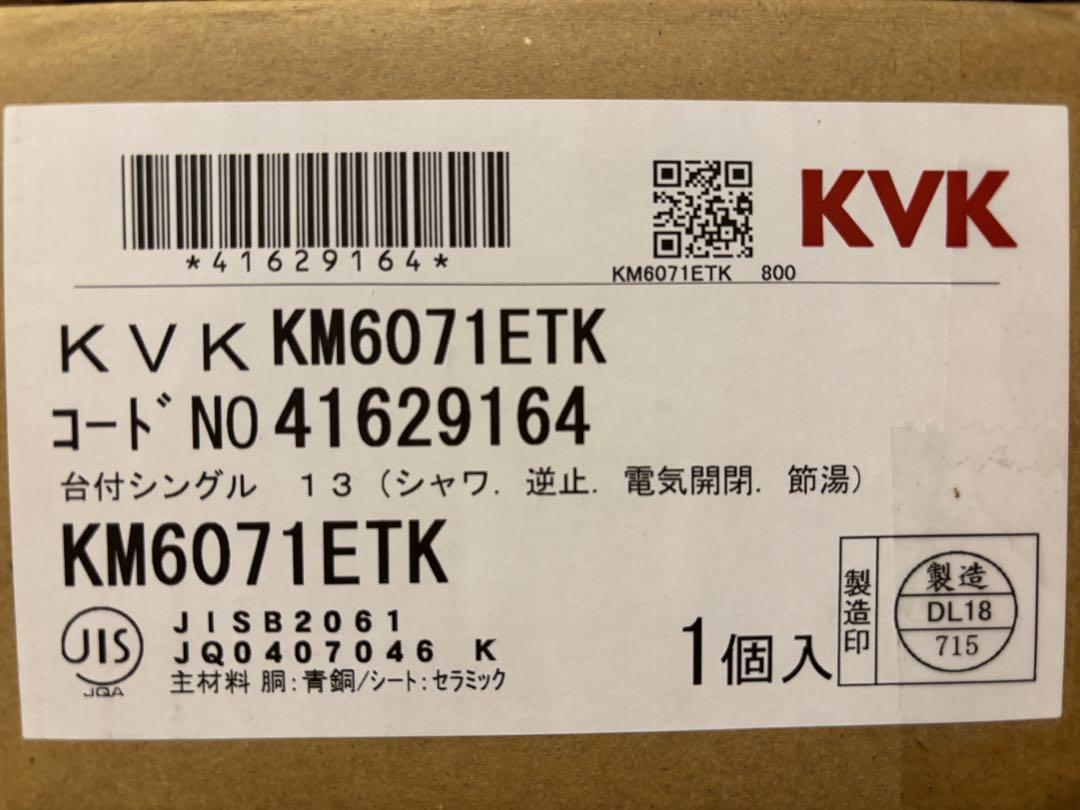 *41629164*
KM6071ETK 800
KVK
KVK KM6071ETK
コードNO 41629164
台付シングル 13 (シャワ. 逆止. 電気開閉. 節湯)
KM6071ETK
JIS
JQA
JISB2061
JQ0407046 K
主材料 胴:青銅/シート:セラミック
1個入
製造印
製造
DL18
715